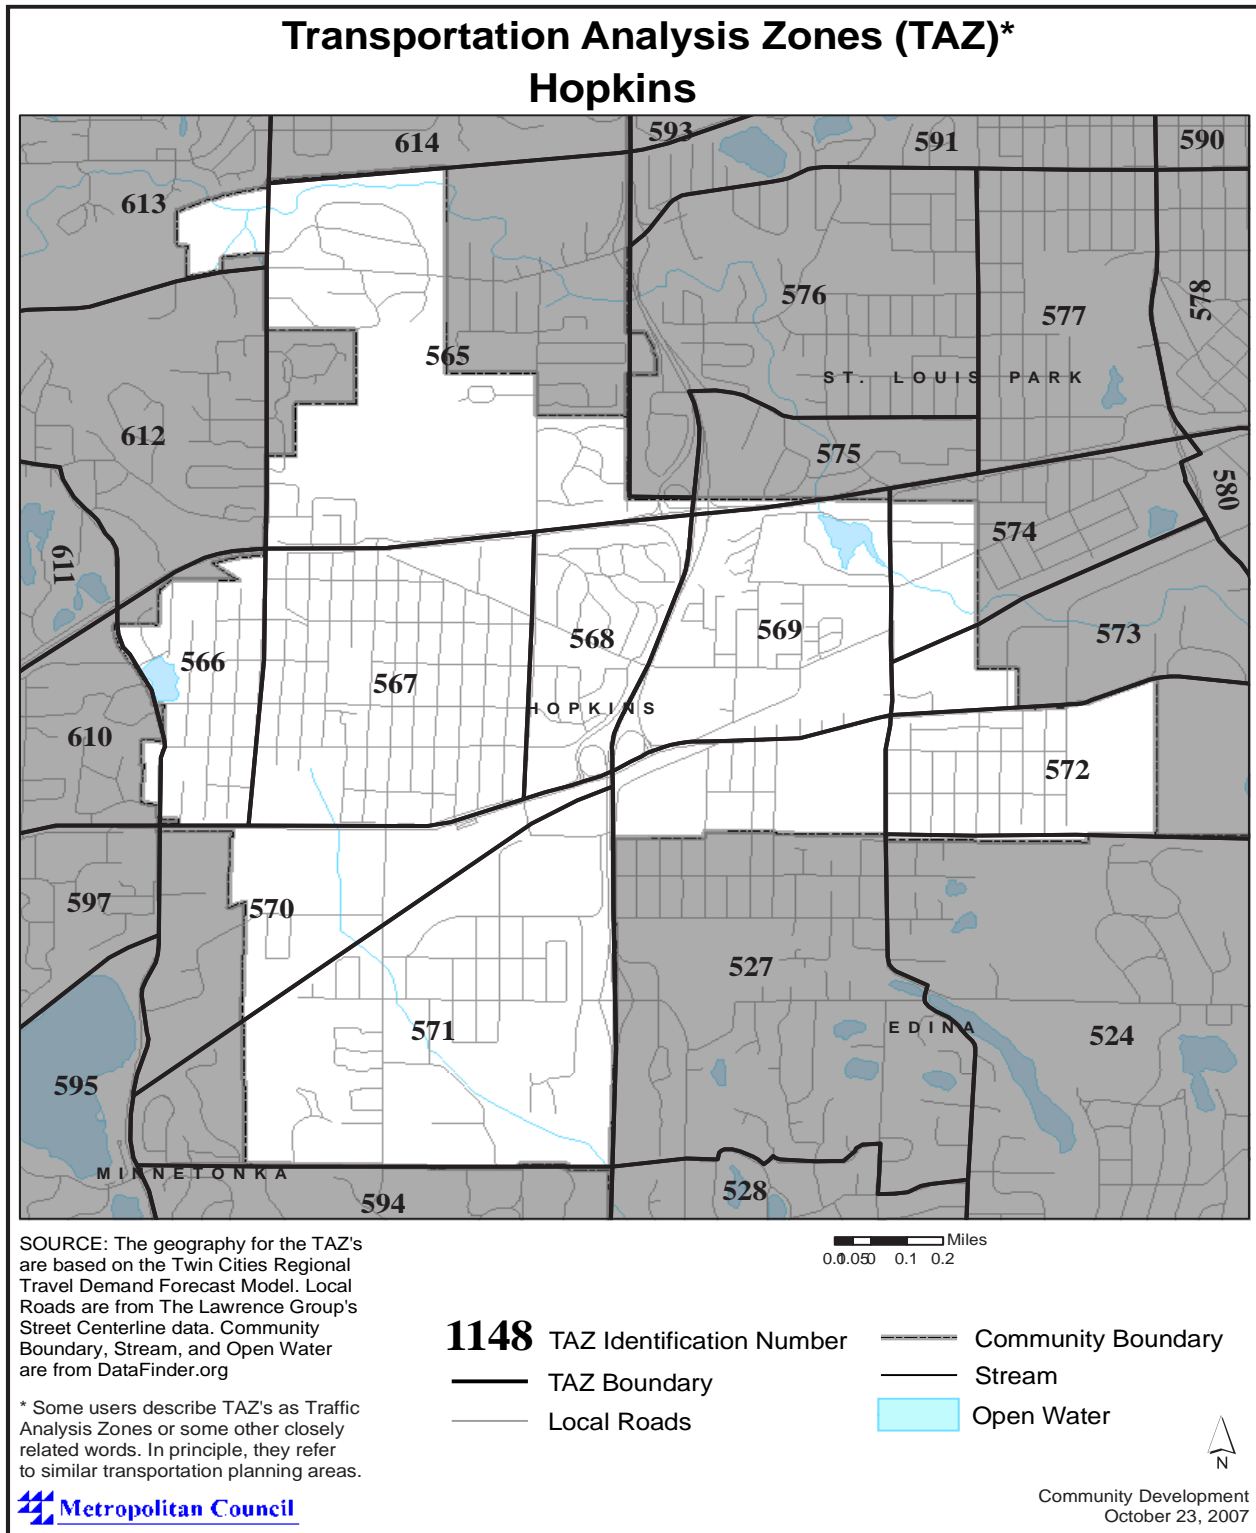 Transportation Analysis Zones (TAZ)*
Hopkins
614
593
591
590
613
576
577
578
565
ST. LOUIS PARK
612
575
580
574
611
573
566
568
569
567
HOPKINS
610
572
597
570
527
571
EDINA
524
595
MINNETONKA
594
528
SOURCE: The geography for the TAZ's
are based on the Twin Cities Regional
Travel Demand Forecast Model. Local
Roads are from The Lawrence Group's
Street Centerline data. Community
Boundary, Stream, and Open Water
are from DataFinder.org
* Some users describe TAZ's as Traffic
Analysis Zones or some other closely
related words. In principle, they refer
to similar transportation planning areas.
Metropolitan Council
Miles
0.1 0.2
1148 TAZ Identification Number
TAZ Boundary
Local Roads
Community Boundary
Stream
Open Water
N
Community Development
October 23, 2007